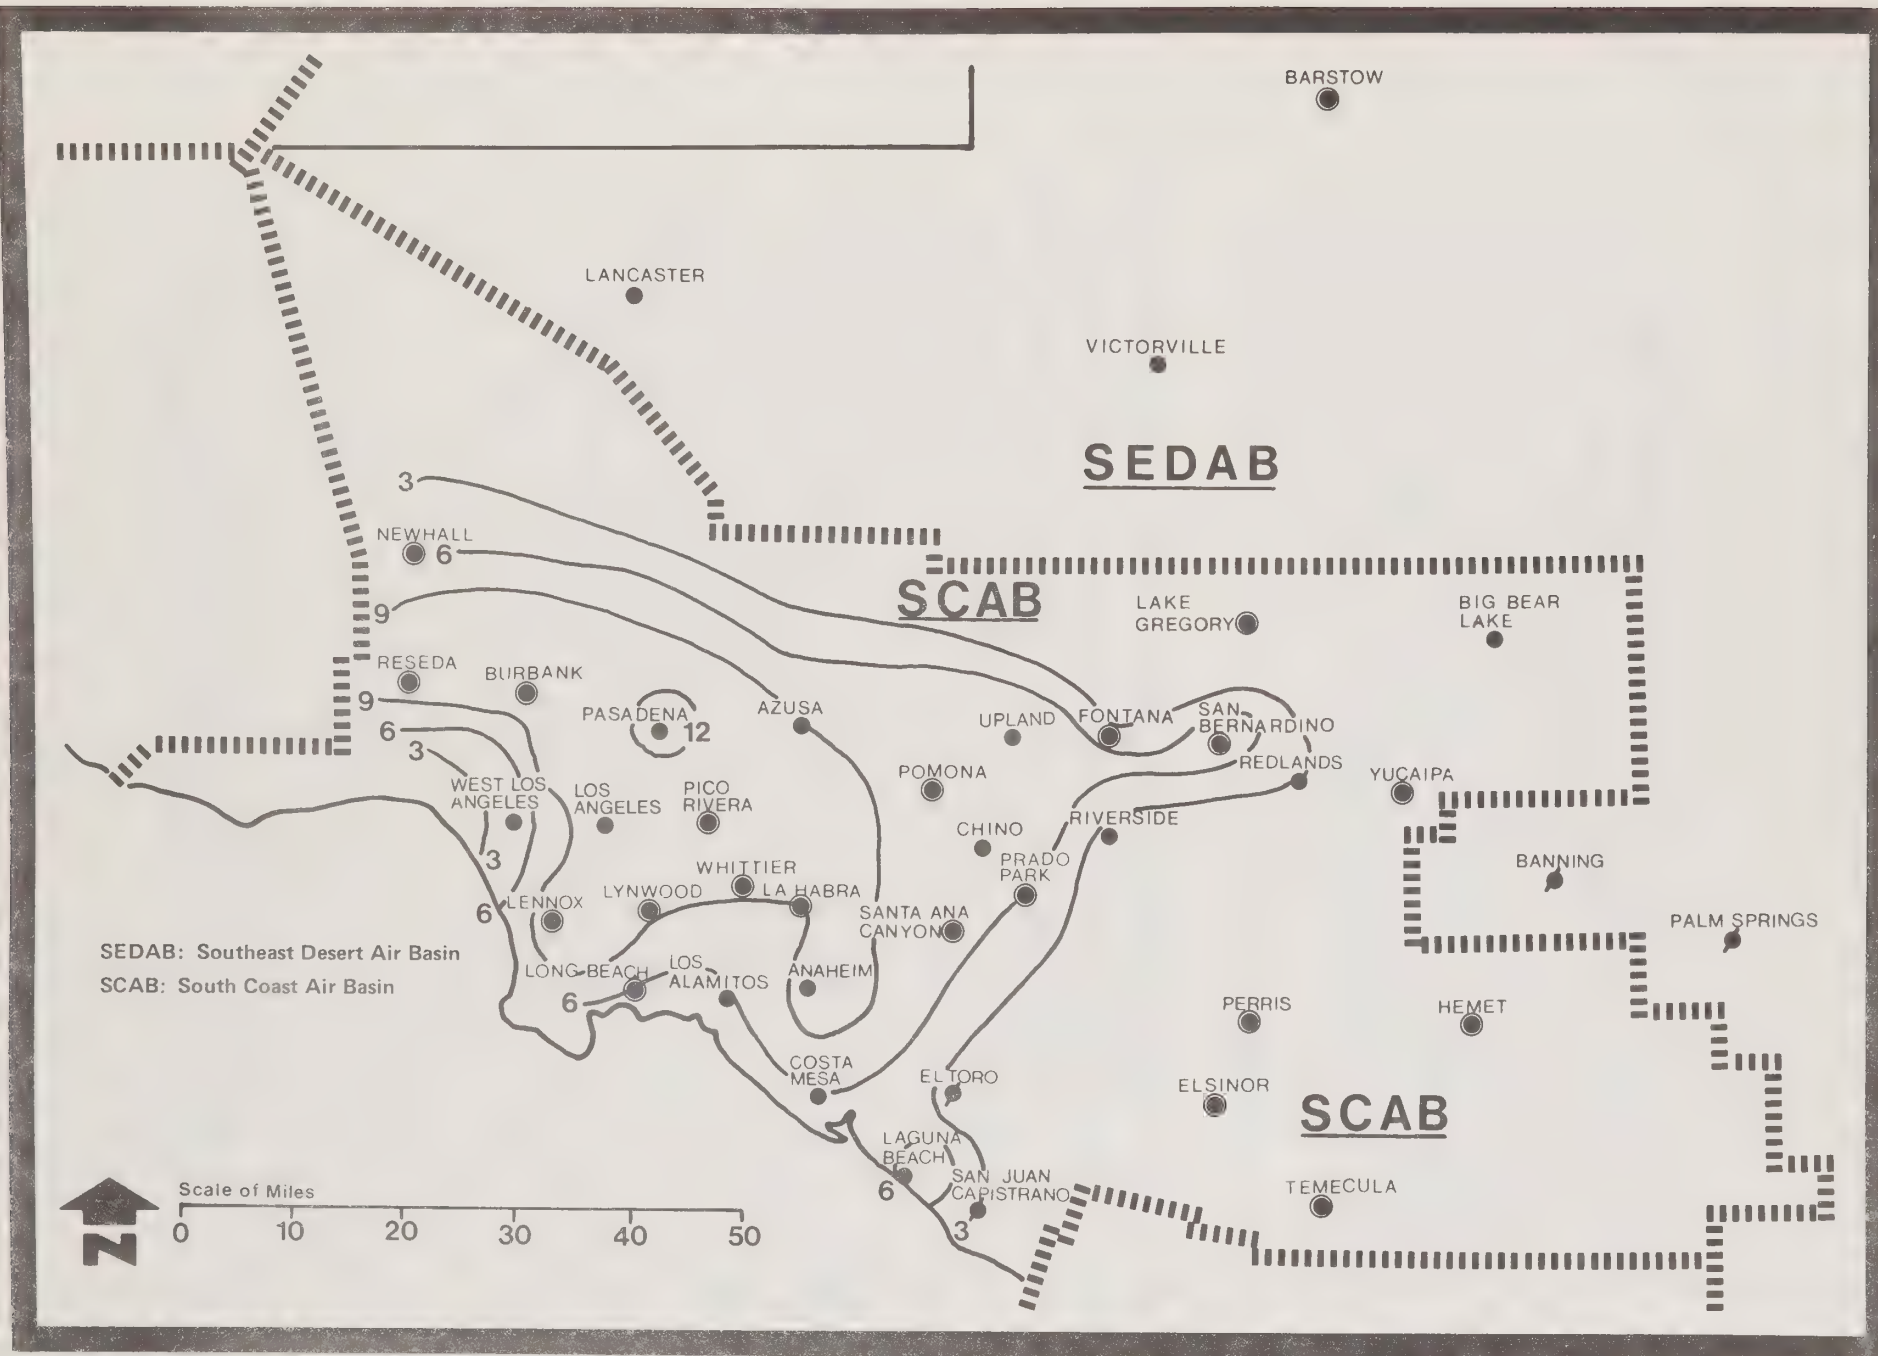 BARSTOW
LANCASTER
VICTORVILLE
SEDAB
3
NEWHALL
6
9
SCAB
LAKE
GREGORY
BIG BEAR
LAKE
RESEDA
BURBANK
9
PASADENA
12
AZUSA
UPLAND
FONTANA
SAN
BERNARDINO
6
3
REDLANDS
YUCAIPA
POMONA
WEST LOS
ANGELES
LOS
ANGELES
PICO
RIVERA
RIVERSIDE
CHINO
3
PRADO
PARK
BANNING
WHITTIER
LA HABRA
LYNWOOD
6
LENNOX
SANTA ANA
CANYON
PALM SPRINGS
SEDAB: Southeast Desert Air Basin
SCAB: South Coast Air Basin
LONG BEACH
LOS
ALAMITOS
ANAHEIM
6
PERRIS
HEMET
COSTA
MESA
EL TORO
ELSINOR
SCAB
LAGUNA
BEACH
6
SAN JUAN
CAPISTRANO
3
TEMECULA
N
Scale of Miles
0 10 20 30 40 50